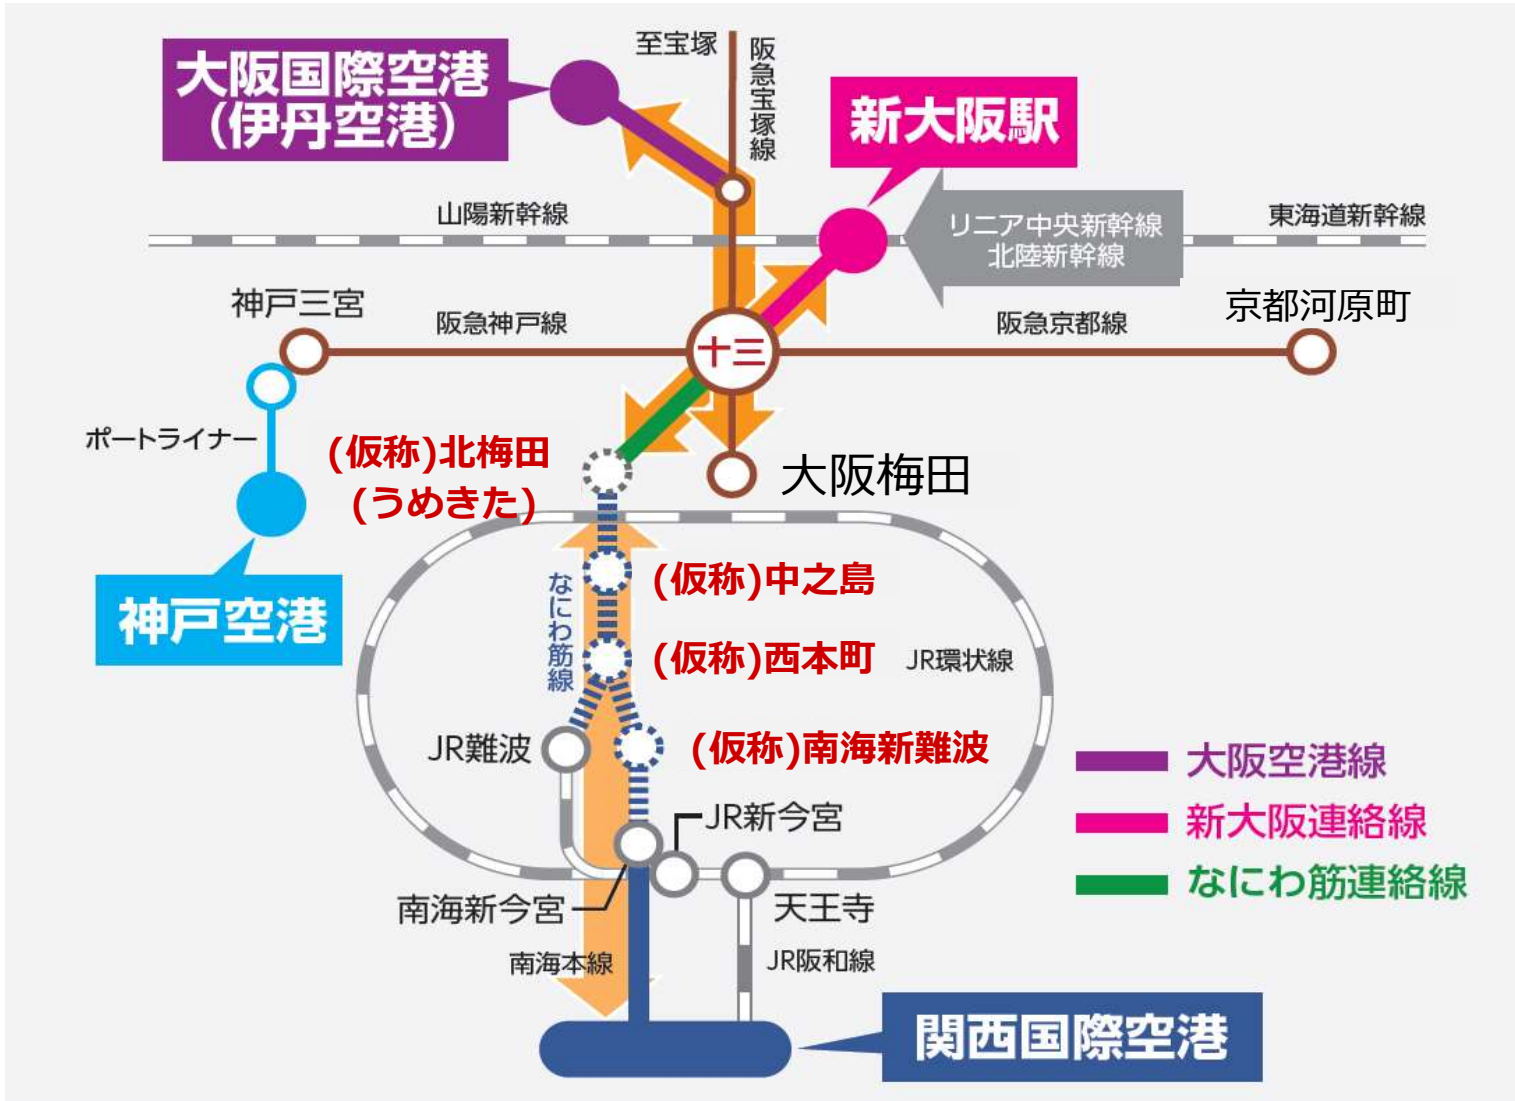 大阪国際空港
(伊丹空港)
至宝塚
阪急宝塚線
新大阪駅
山陽新幹線
リニア中央新幹線
北陸新幹線
東海道新幹線
神戸三宮
阪急神戸線
十三
阪急京都線
京都河原町
ポートライナー
(仮称)北梅田
(うめきた)
大阪梅田
神戸空港
なにわ筋線
(仮称)中之島
(仮称)西本町
JR環状線
JR難波
(仮称)南海新難波
大阪空港線
新大阪連絡線
なにわ筋連絡線
JR新今宮
南海新今宮
天王寺
南海本線
JR阪和線
関西国際空港